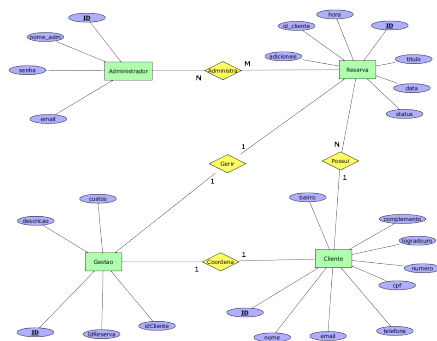 ID
nome_adm
senha
email
Administrador
N
Administra
M
hora
id_cliente
ID
adicionais
titulo
data
status
Reserva
1
Gerir
1
N
Possui
1
custos
descricao
Gestao
ID
IdReserva
idCliente
1
Coordena
1
bairro
complemento
logradouro
numero
cpf
Cliente
ID
nome
email
telefone